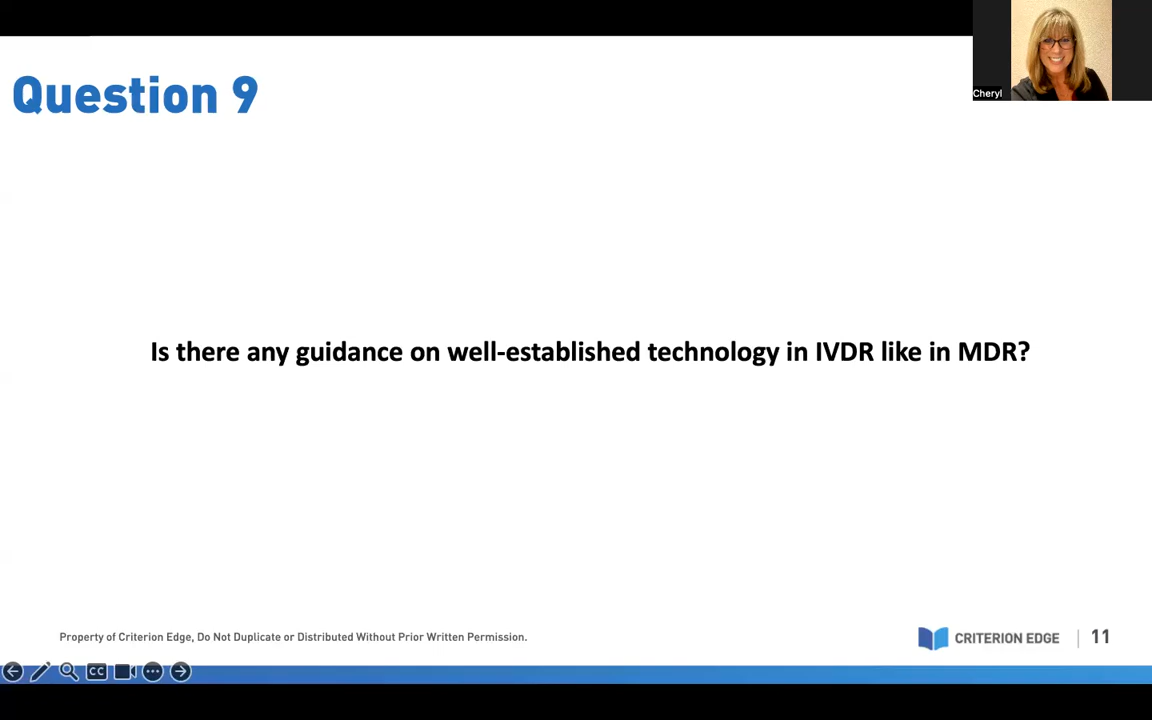 Question 9
Cheryl
Is there any guidance on well-established technology in IVDR like in MDR?
Property of Criterion Edge, Do Not Duplicate or Distributed Without Prior Written Permission.
CRITERION EDGE | 11
CC